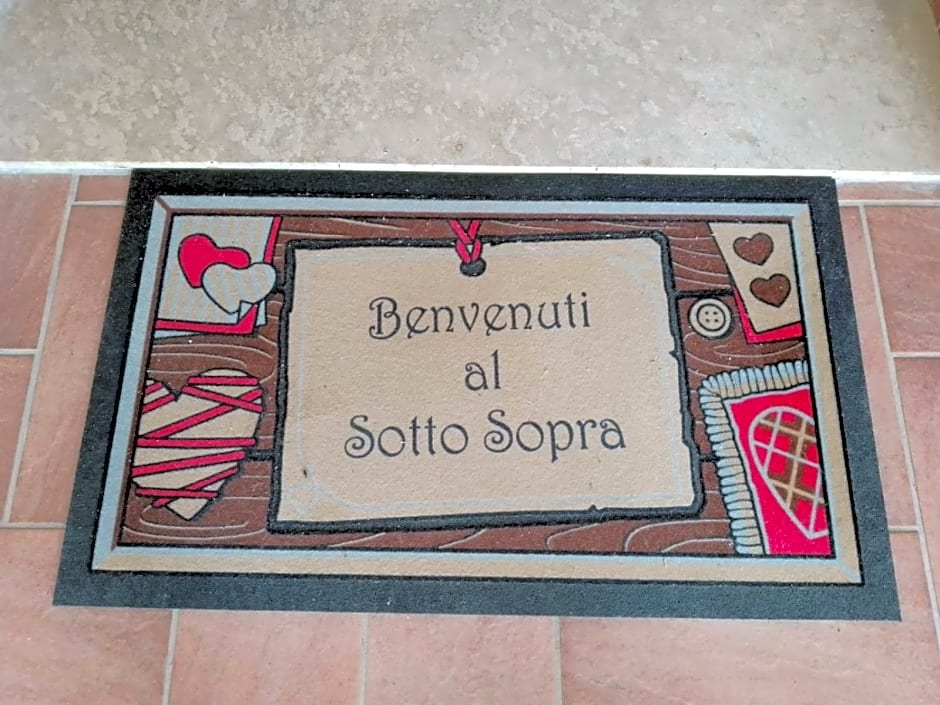 Benvenuti
al
Sotto Sopra